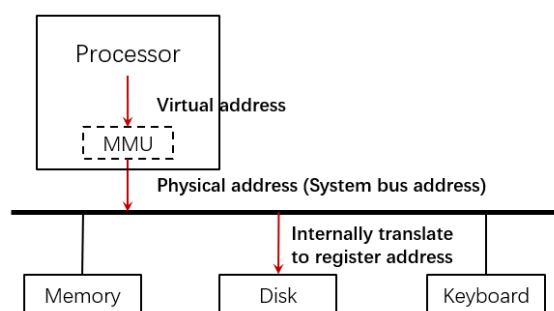 Processor
Virtual address
MMU
Physical address (System bus address)
Internally translate
to register address
Memory
Disk
Keyboard